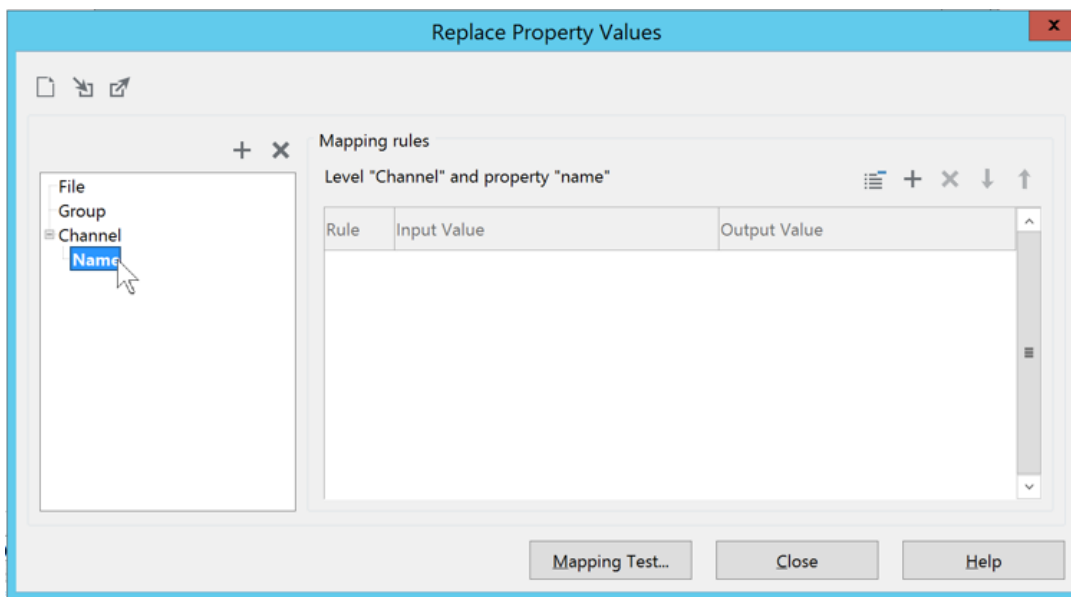 Replace Property Values
x
Mapping rules
File
Level "Channel" and property "name"
Group
Channel
Rule Input Value Output Value
Name
Mapping Test... Close Help